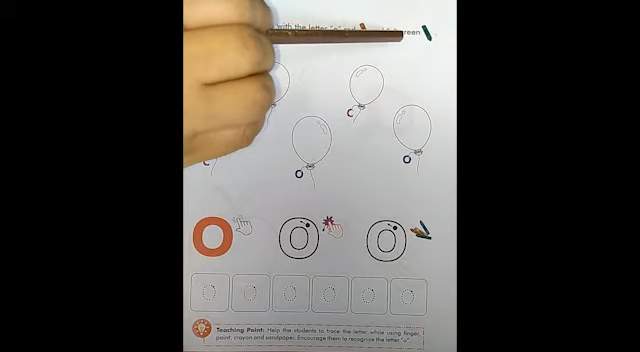 with the letter "o" and reen
c
c
o o
O O O
o o o o o o
Teaching Point: Help the students to trace the letter while using finger, paint, crayon and sandpaper. Encourage them to recognize the letter "o"